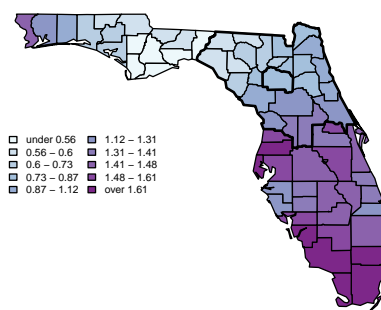 under 0.56
0.56 – 0.6
0.6 – 0.73
0.73 – 0.87
0.87 – 1.12
1.12 – 1.31
1.31 – 1.41
1.41 – 1.48
1.48 – 1.61
over 1.61